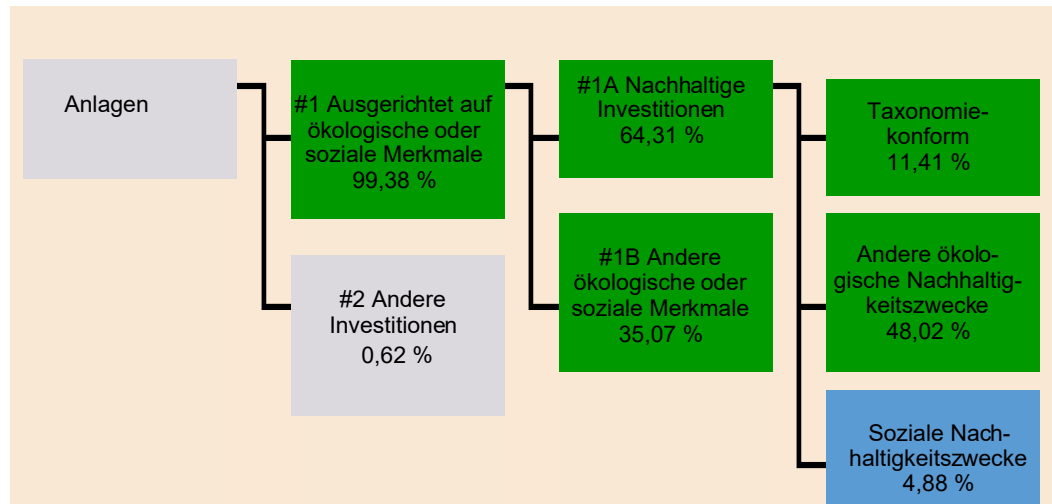 Anlagen
#1 Ausgerichtet auf
ökologische oder
soziale Merkmale
99,38 %
#2 Andere
Investitionen
0,62 %
#1A Nachhaltige
Investitionen
64,31 %
#1B Andere
ökologische oder
soziale Merkmale
35,07 %
Taxonomie-
konform
11,41 %
Andere ökolo-
gische Nachhaltig-
keitszwecke
48,02 %
Soziale Nach-
haltigkeitszwecke
4,88 %